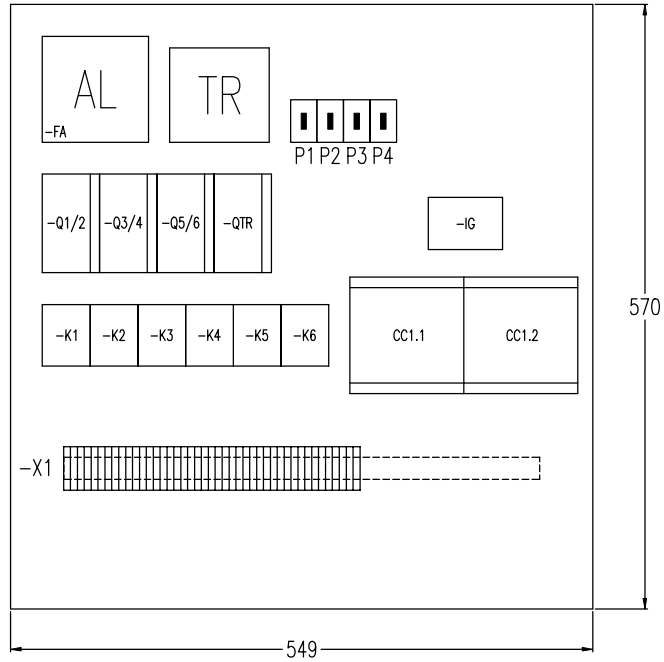 AL
TR
-FA
P1 P2 P3 P4
-Q1/2 -Q3/4 -Q5/6 -QTR
-IG
570
-K1 -K2 -K3 -K4 -K5 -K6
CC1.1 CC1.2
-X1
549